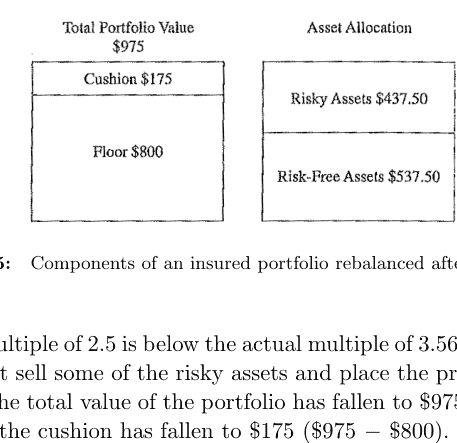 Total Portfolio Value
$975
Asset Allocation
Cushion $175
Floor $800
Risky Assets $437.50
Risk-Free Assets $537.50
5: Components of an insured portfolio rebalanced afte
ultiple of 2.5 is below the actual multiple of 3.56
t sell some of the risky assets and place the pr
he total value of the portfolio has fallen to $975
the cushion has fallen to $175 ($975 − $800).